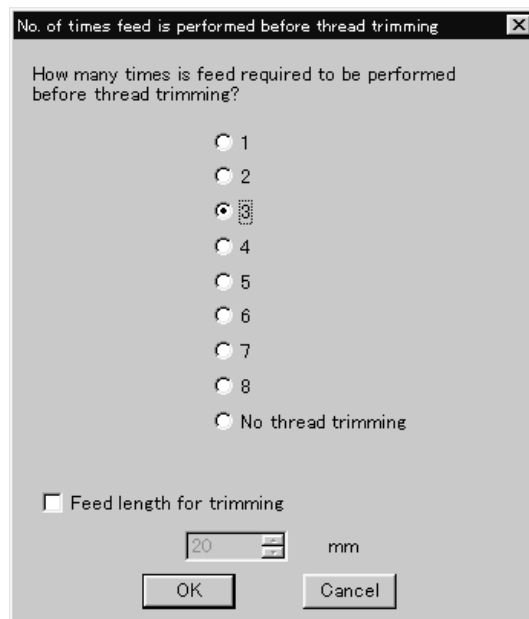 No. of times feed is performed before thread trimming
How many times is feed required to be performed
before thread trimming?
1
2
3
4
5
6
7
8
No thread trimming
Feed length for trimming
20 mm
OK Cancel